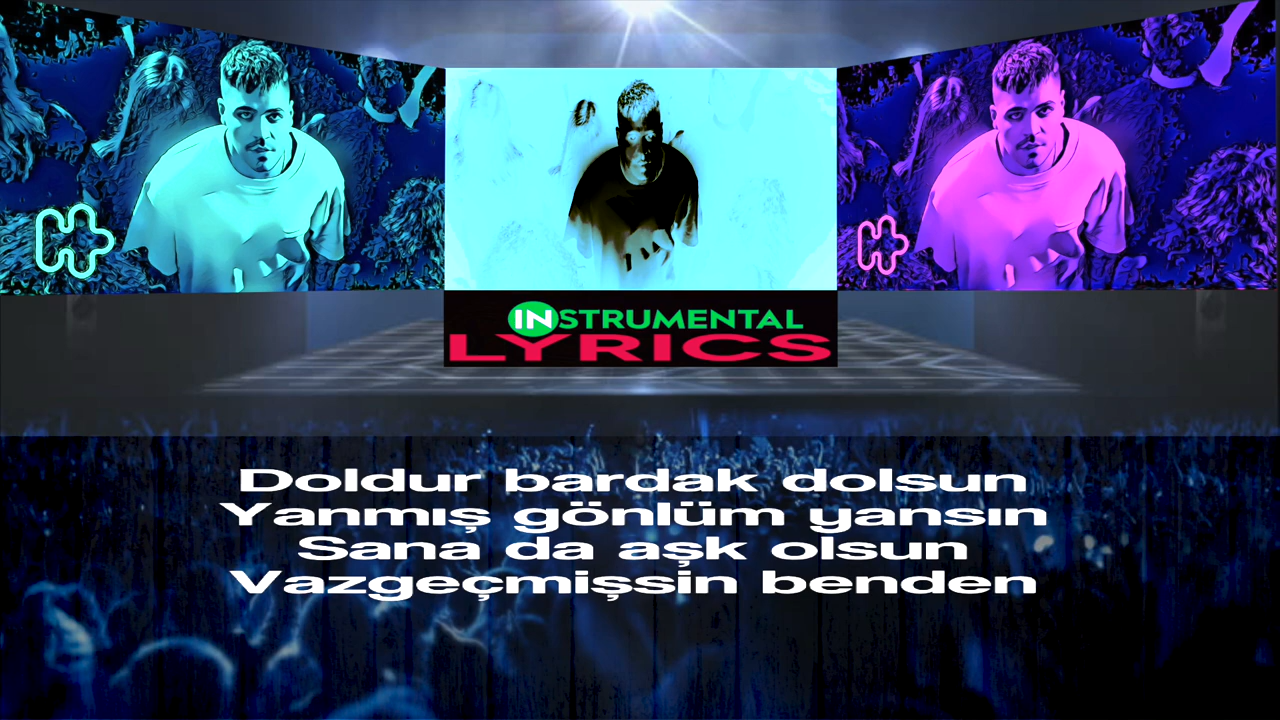 INSTRUMENTAL
LYRICS
Doldur bardak dolsun
Yanmış gönlüm yansın
Sana da aşk olsun
Vazgeçmişsin benden